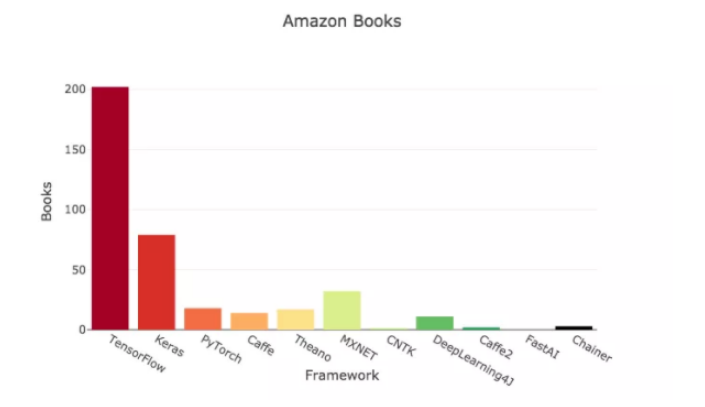 Amazon Books
200
150
100
50
0
Books
TensorFlow
Keras
PyTorch
Caffe
Theano
MXNET
CNTK
DeepLearning4J
Caffe2
FastAI
Chainer
Framework